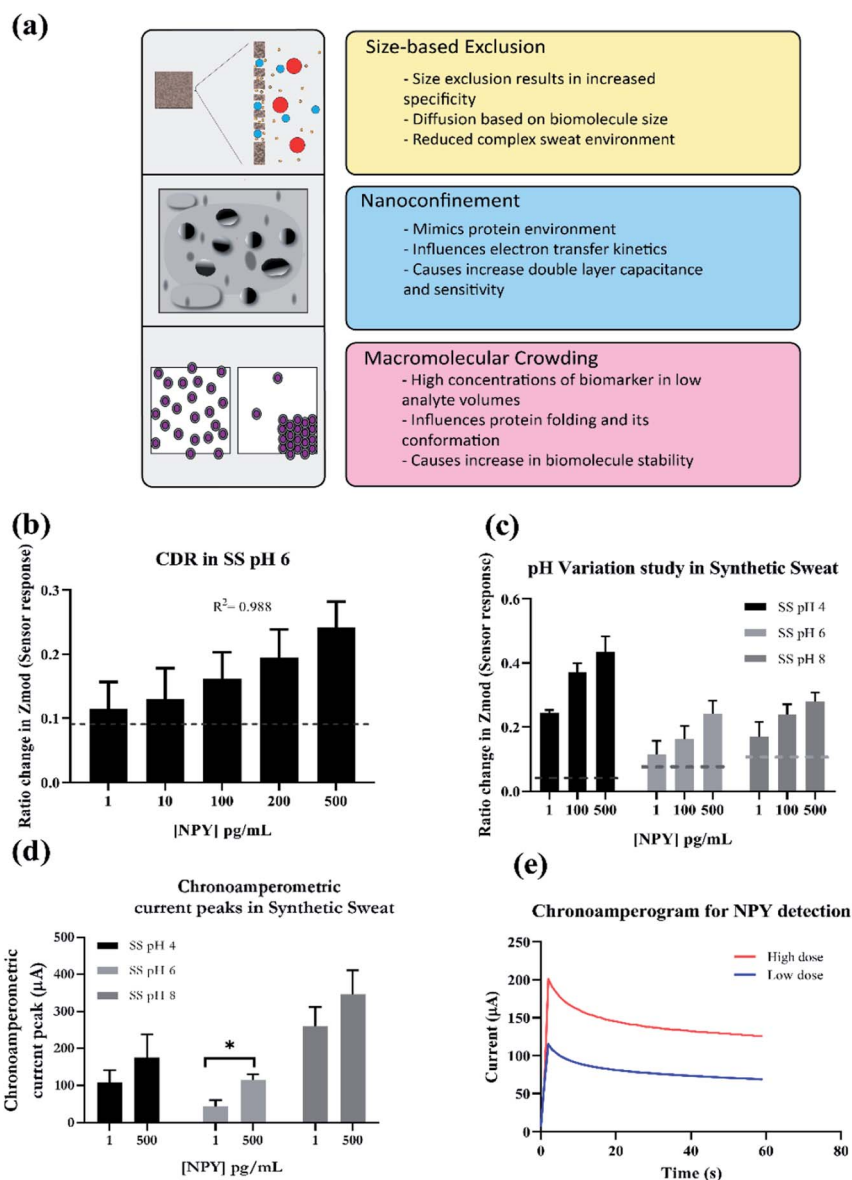 (a)
Size-based Exclusion
- Size exclusion results in increased
specificity
- Diffusion based on biomolecule size
- Reduced complex sweat environment
Nanoconfinement
- Mimics protein environment
- Influences electron transfer kinetics
- Causes increase double layer capacitance
and sensitivity
Macromolecular Crowding
- High concentrations of biomarker in low
analyte volumes
- Influences protein folding and its
conformation
- Causes increase in biomolecule stability
(b)
CDR in SS pH 6
Ratio change in Zmod (Sensor response)
0.3
0.2
0.1
0.0
R²= 0.988
1 10 100 200 500
[NPY] pg/mL
(c)
pH Variation study in Synthetic Sweat
Ratio change in Zmod (Sensor response)
0.6
0.4
0.2
0.0
SS pH 4
SS pH 6
SS pH 8
1 100 500 1 100 500 1 100 500
[NPY] pg/mL
(d)
Chronoamperometric
current peaks in Synthetic Sweat
Chronoamperometric
current peak (µA)
500
400
300
200
100
0
SS pH 4
SS pH 6
SS pH 8
*
1 500 1 500 1 500
[NPY] pg/mL
(e)
Chronoamperogram for NPY detection
Current (µA)
250
200
150
100
50
0
High dose
Low dose
0 20 40 60 80
Time (s)